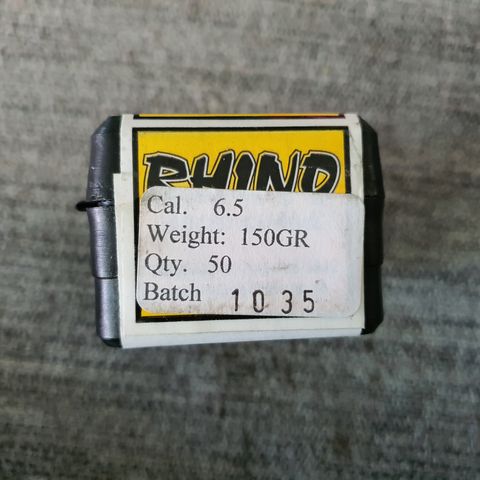 RHINO
Cal. 6.5
Weight: 150GR
Qty. 50
Batch 1035